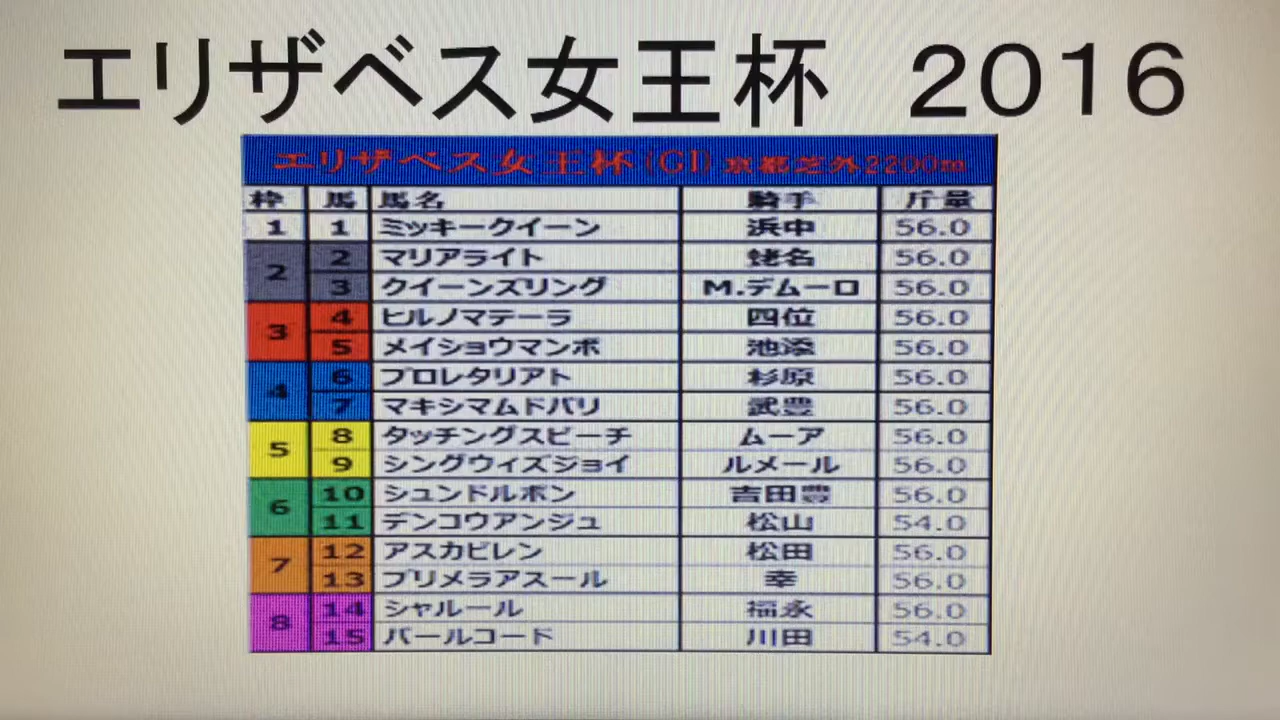 エリザベス女王杯 2016
エリザベス女王杯(GI) 京都芝外2200m
枠 馬 馬名 騎手 斤量
1 1 ミッキークイーン 浜中 56.0
2 2 マリアライト 蛯名 56.0
3 クイーンズリング M.デムーロ 56.0
3 4 ヒルノマテーラ 四位 56.0
5 メイショウマンボ 池添 56.0
4 6 プロレタリアト 杉原 56.0
7 マキシマムドパリ 武豊 56.0
5 8 タッチングスピーチ ムーア 56.0
9 シングウィズジョイ ルメール 56.0
6 10 シュンドルボン 吉田豊 56.0
11 デンコウアンジュ 松山 54.0
7 12 アスカビレン 松田 56.0
13 プリメラアスール 幸 56.0
8 14 シャルール 福永 56.0
15 パールコード 川田 54.0